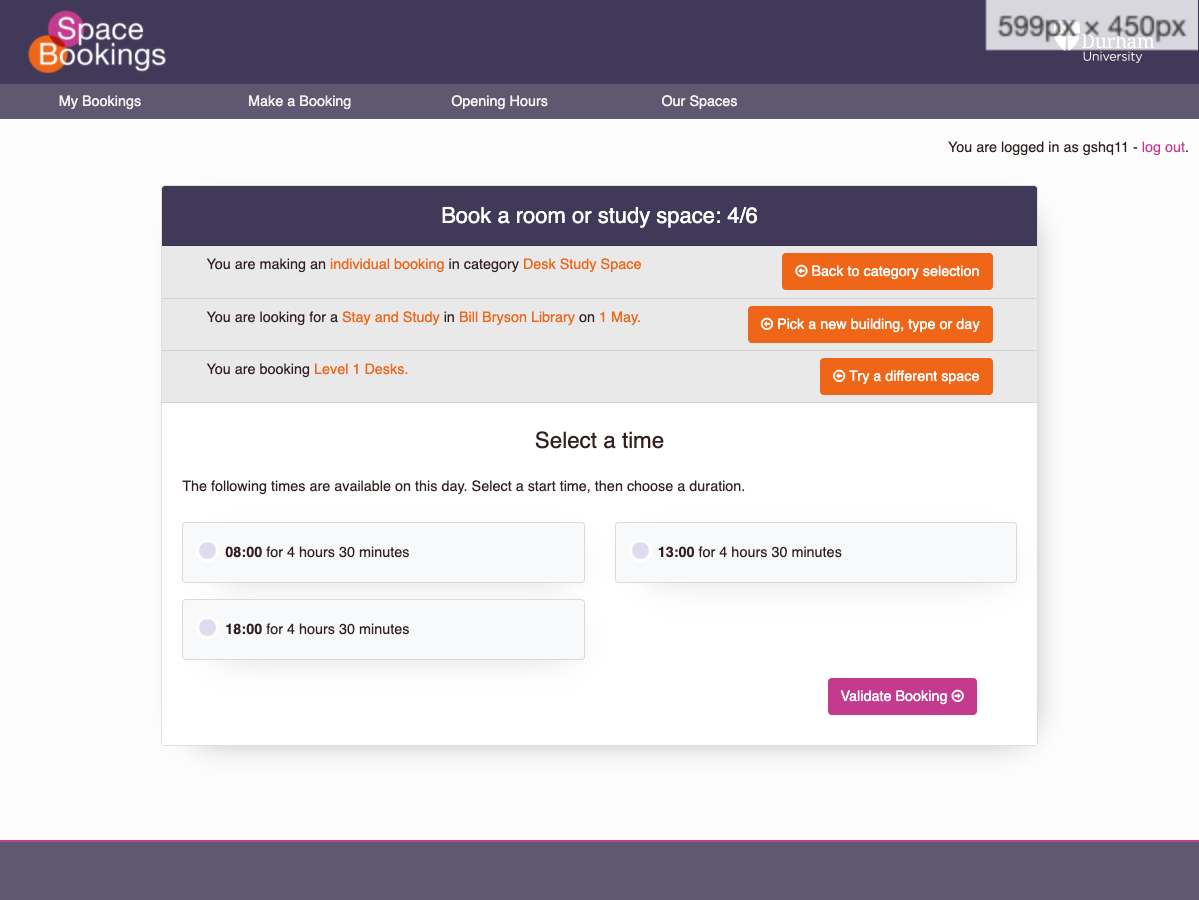 Space
Bookings
599px × 450px
Durham
University
My Bookings
Make a Booking
Opening Hours
Our Spaces
You are logged in as gshq11 - log out.
Book a room or study space: 4/6
You are making an individual booking in category Desk Study Space
Back to category selection
You are looking for a Stay and Study in Bill Bryson Library on 1 May.
Pick a new building, type or day
You are booking Level 1 Desks.
Try a different space
Select a time
The following times are available on this day. Select a start time, then choose a duration.
08:00 for 4 hours 30 minutes
13:00 for 4 hours 30 minutes
18:00 for 4 hours 30 minutes
Validate Booking